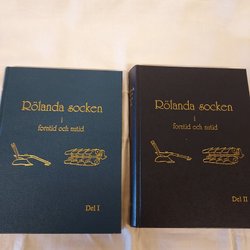 Rölanda socken
i
forntid och nutid
Del I
Rölanda socken
i
forntid och nutid
Del II